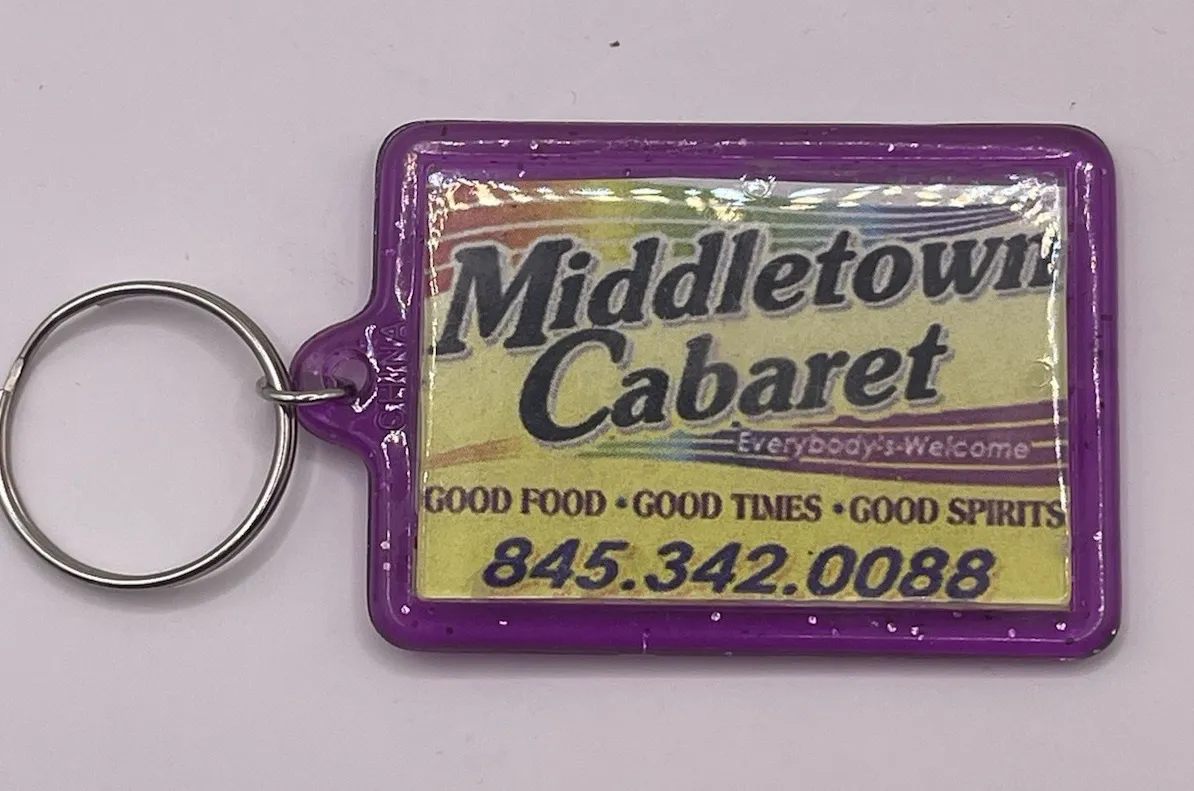 Middletown
Cabaret
Everybody's Welcome
GOOD FOOD • GOOD TIMES • GOOD SPIRITS
845.342.0088
CHINA